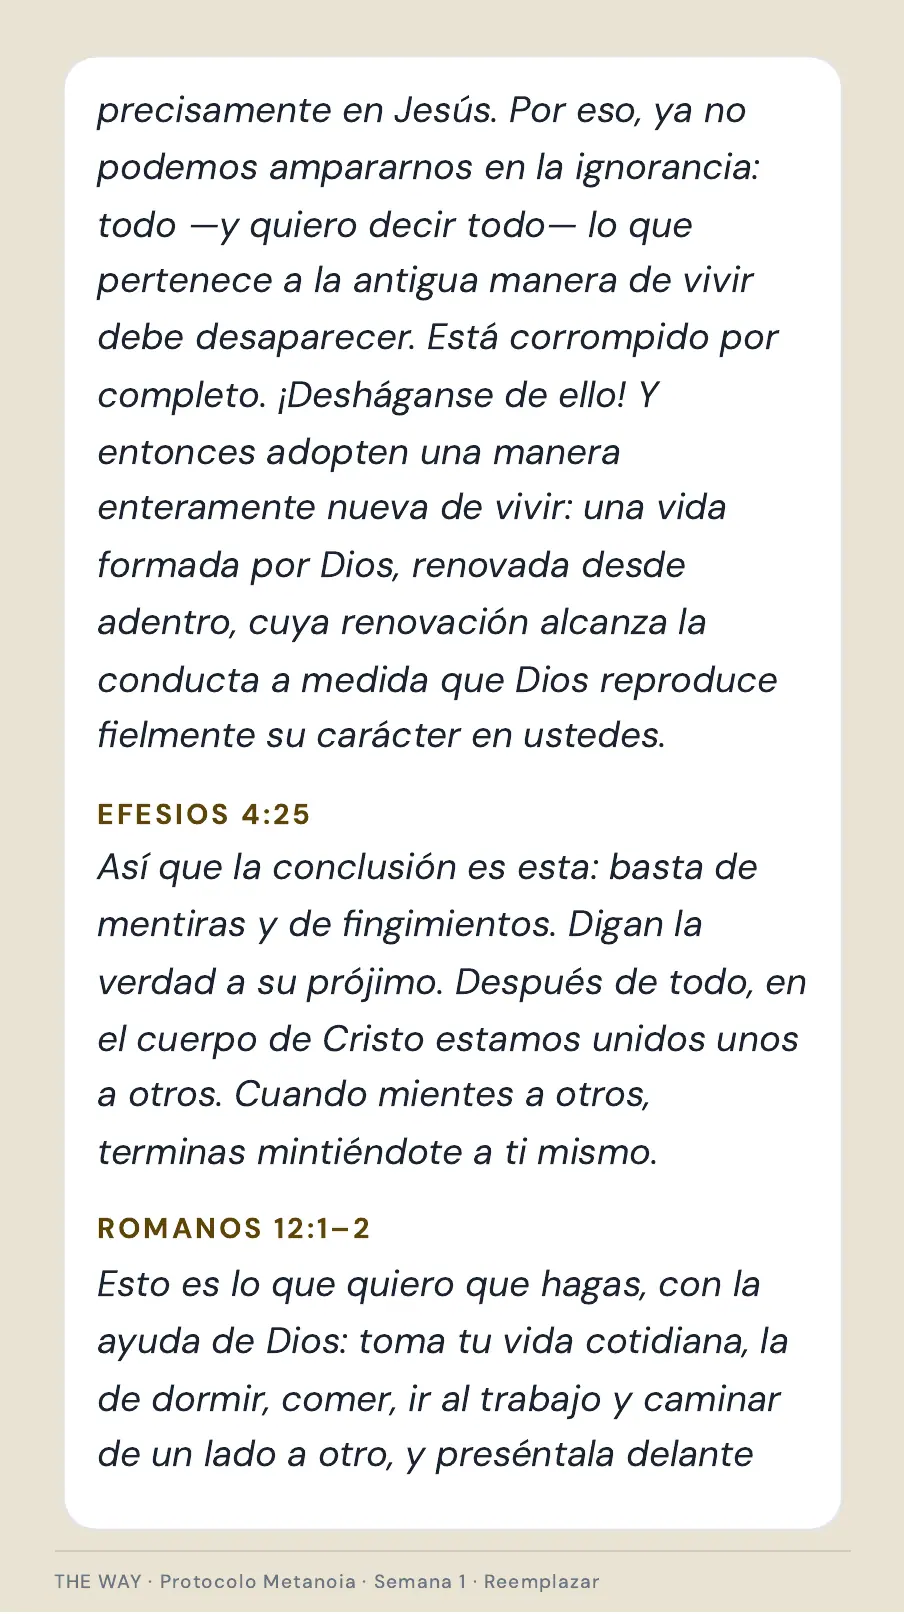 precisamente en Jesús. Por eso, ya no
podemos ampararnos en la ignorancia:
todo —y quiero decir todo— lo que
pertenece a la antigua manera de vivir
debe desaparecer. Está corrompido por
completo. ¡Desháganse de ello! Y
entonces adopten una manera
enteramente nueva de vivir: una vida
formada por Dios, renovada desde
adentro, cuya renovación alcanza la
conducta a medida que Dios reproduce
fielmente su carácter en ustedes.
EFESIOS 4:25
Así que la conclusión es esta: basta de
mentiras y de fingimientos. Digan la
verdad a su prójimo. Después de todo, en
el cuerpo de Cristo estamos unidos unos
a otros. Cuando mientes a otros,
terminas mintiéndote a ti mismo.
ROMANOS 12:1–2
Esto es lo que quiero que hagas, con la
ayuda de Dios: toma tu vida cotidiana, la
de dormir, comer, ir al trabajo y caminar
de un lado a otro, y preséntala delante
THE WAY · Protocolo Metanoia · Semana 1 · Reemplazar